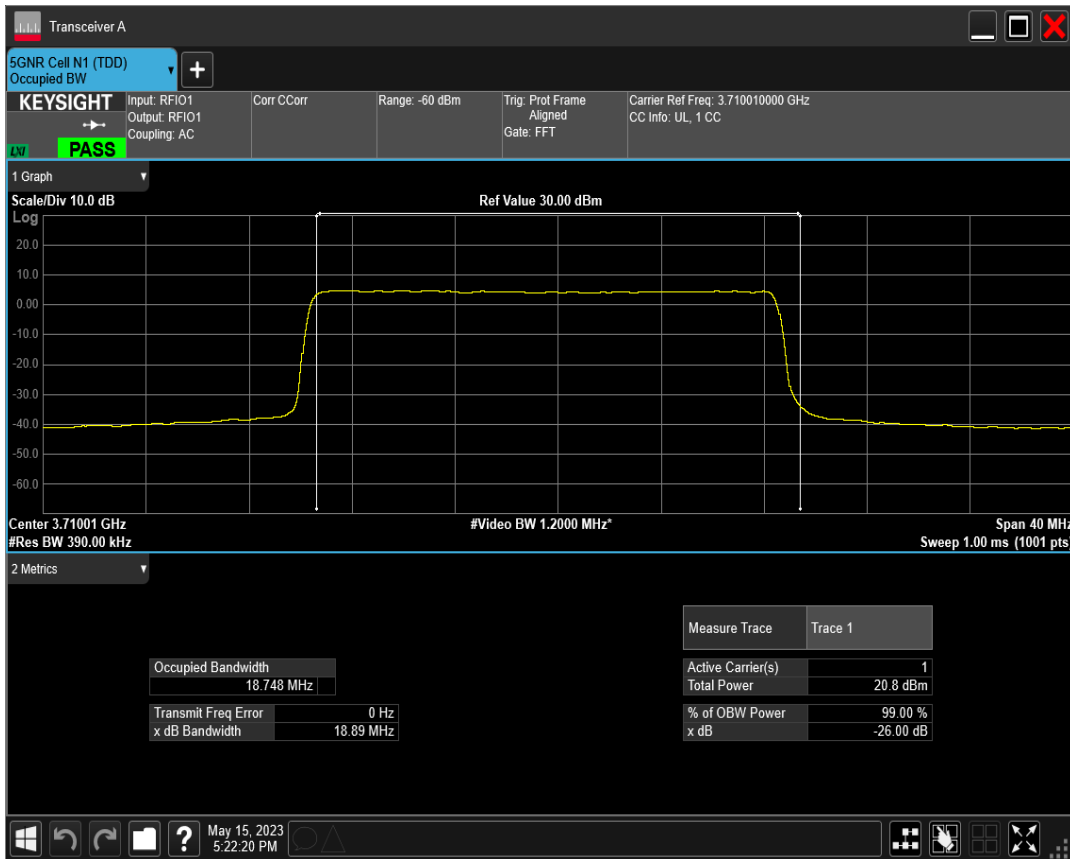 Transceiver A
5GNR Cell N1 (TDD)
Occupied BW
+
KEYSIGHT
LXI
PASS
Input: RFIO1
Output: RFIO1
Coupling: AC
Corr CCorr
Range: -60 dBm
Trig: Prot Frame
Aligned
Gate: FFT
Carrier Ref Freq: 3.710010000 GHz
CC Info: UL, 1 CC
1 Graph
Scale/Div 10.0 dB
Ref Value 30.00 dBm
Log
20.0
10.0
0.00
-10.0
-20.0
-30.0
-40.0
-50.0
-60.0
Center 3.71001 GHz
#Video BW 1.2000 MHz*
Span 40 MHz
#Res BW 390.00 kHz
Sweep 1.00 ms (1001 pts)
2 Metrics
Measure Trace Trace 1
Occupied Bandwidth
18.748 MHz
Active Carrier(s) 1
Total Power 20.8 dBm
Transmit Freq Error 0 Hz
x dB Bandwidth 18.89 MHz
% of OBW Power 99.00 %
x dB -26.00 dB
?
May 15, 2023
5:22:20 PM